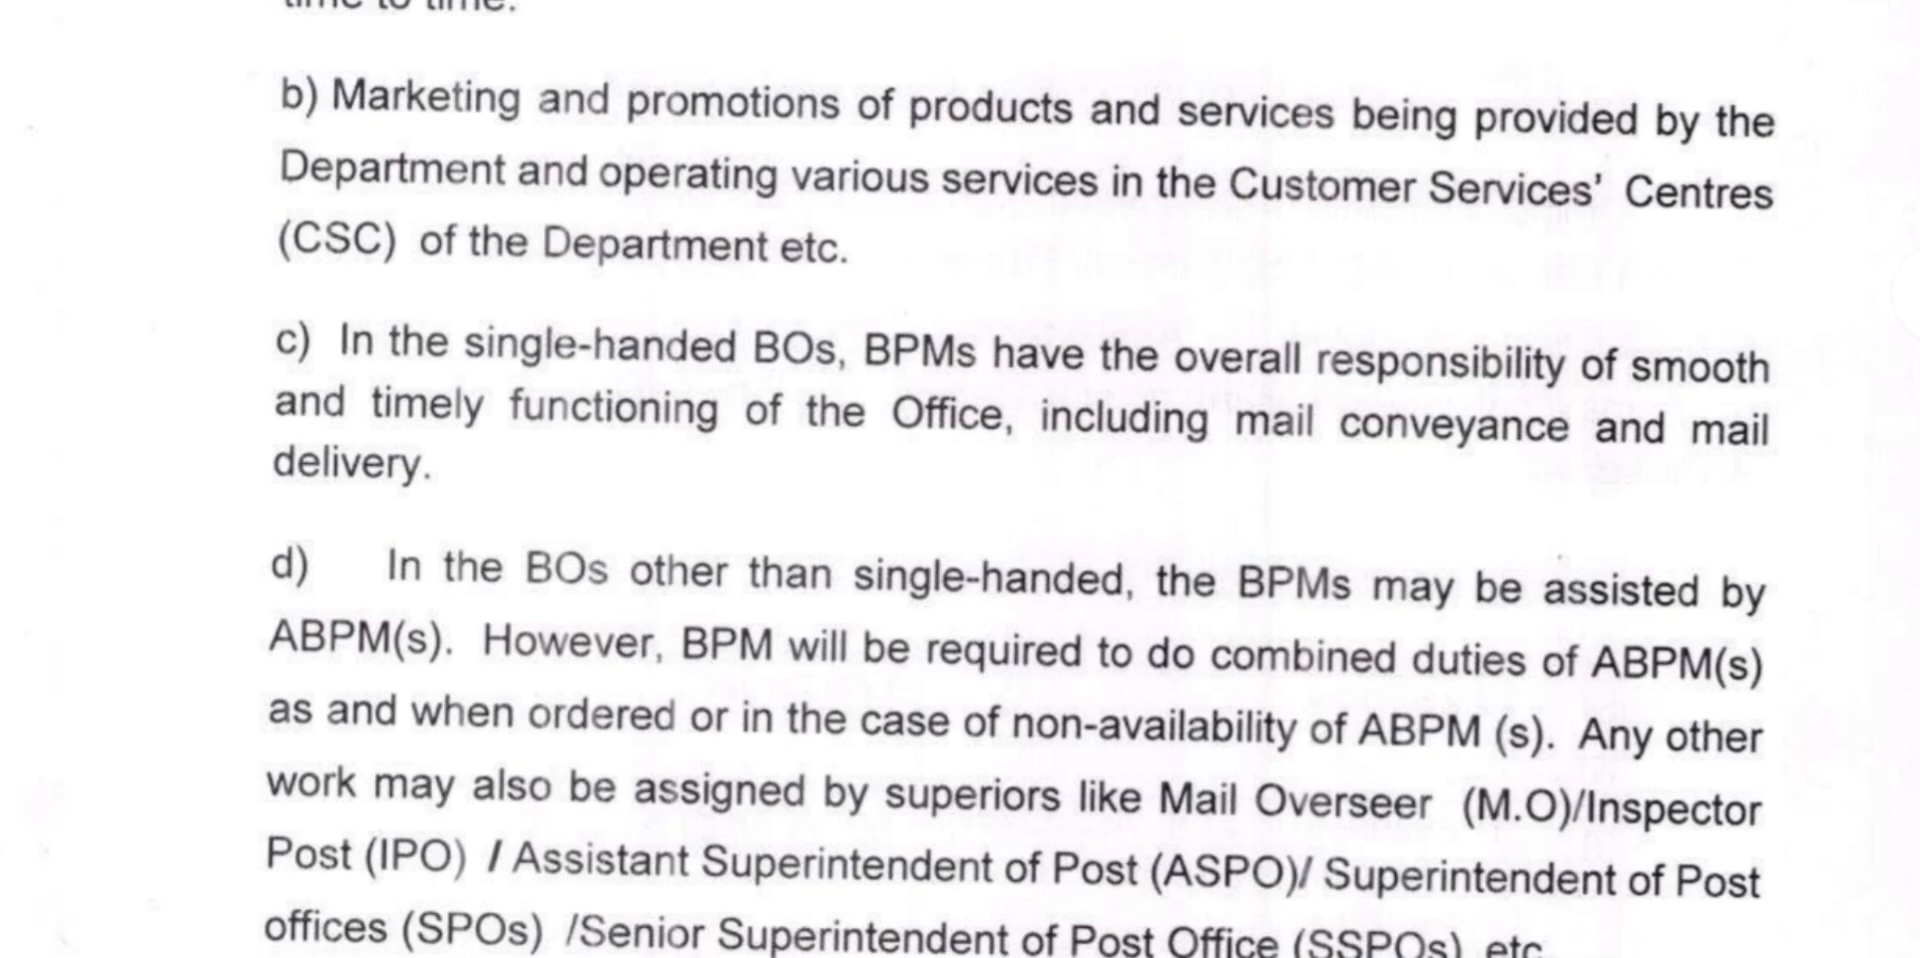 time to time.
b) Marketing and promotions of products and services being provided by the
Department and operating various services in the Customer Services' Centres
(CSC) of the Department etc.
c) In the single-handed BOs, BPMs have the overall responsibility of smooth
and timely functioning of the Office, including mail conveyance and mail
delivery.
d) In the BOs other than single-handed, the BPMs may be assisted by
ABPM(s). However, BPM will be required to do combined duties of ABPM(s)
as and when ordered or in the case of non-availability of ABPM (s). Any other
work may also be assigned by superiors like Mail Overseer (M.O)/Inspector
Post (IPO) / Assistant Superintendent of Post (ASPO)/ Superintendent of Post
offices (SPOs) /Senior Superintendent of Post Office (SSPOs) etc.